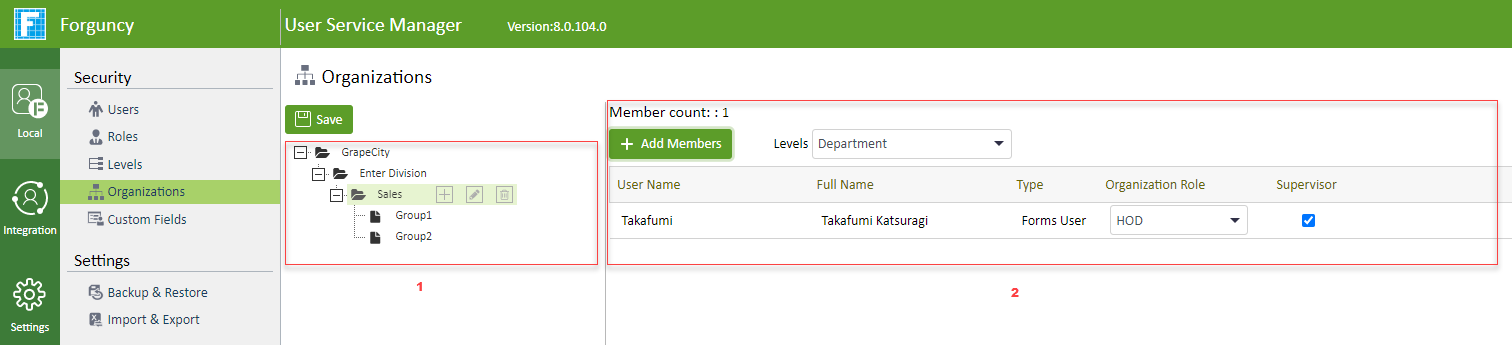 Forguncy
User Service Manager
Version:8.0.104.0
Local
Integration
Settings
Security
Users
Roles
Levels
Organizations
Custom Fields
Settings
Backup & Restore
Import & Export
Organizations
Save
GrapeCity
Enter Division
Sales
Group1
Group2
1
Member count: : 1
Add Members
Levels Department
User Name Full Name Type Organization Role Supervisor
Takafumi Takafumi Katsuragi Forms User HOD
2